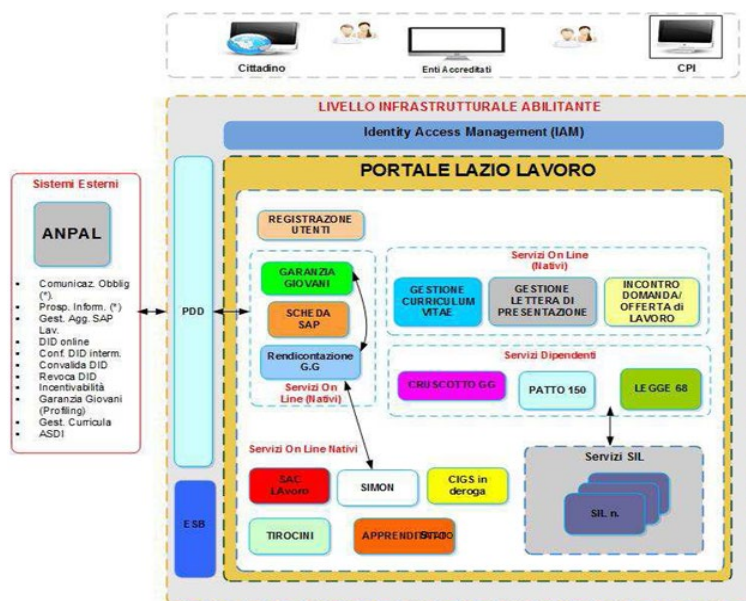 Cittadino
Enti Accreditati
CPI
LIVELLO INFRASTRUTTURALE ABILITANTE
Identity Access Management (IAM)
Sistemi Esterni
ANPAL
Comunicaz. Obblig
(*).
Prosp. Inform. (*)
Gest. Agg. SAP
Lav.
DID online
Conf. DID interm.
Convalida DID
Revoca DID
Incentivabilità
Garanzia Giovani
(Profiling)
Gest. Curricula
ASDI
PDD
ESB
PORTALE LAZIO LAVORO
REGISTRAZONE
UTENTI
GARANZIA
GIOVANI
SCHEDA
SAP
Rendicontazione
G.G
Servizi On
Line (Nativi)
Servizi On Line
(Nativi)
GESTIONE
CURRICULUM
VITAE
GESTIONE
LETTERA DI
PRESENTAZIONE
INCONTRO
DOMANDA/
OFFERTA di
LAVORO
Servizi Dipendenti
CRUSCOTTO GG
PATTO 150
LEGGE 68
Servizi On Line Nativi
SAC
LAvoro
SIMON
CIGS in
deroga
TIROCINI
Servizi SIL
SIL n.